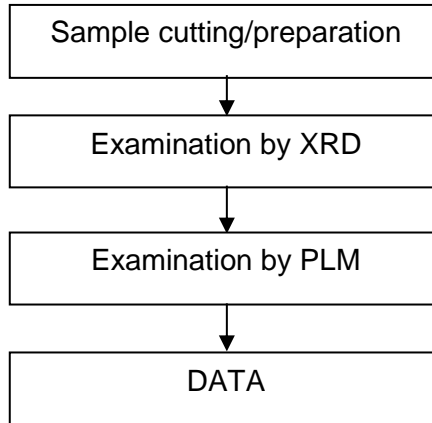 Sample cutting/preparation
Examination by XRD
Examination by PLM
DATA